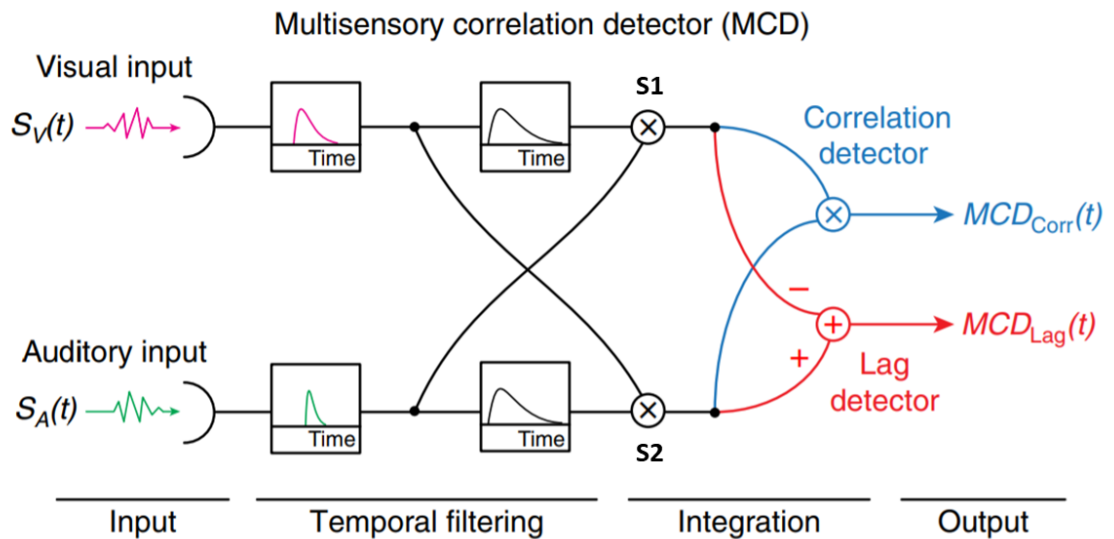 Multisensory correlation detector (MCD)
Visual input
S_V(t)
Time
Time
S1
Correlation
detector
MCD_Corr(t)
−
+
MCD_Lag(t)
Auditory input
S_A(t)
Time
Time
S2
+
Lag
detector
Input
Temporal filtering
Integration
Output